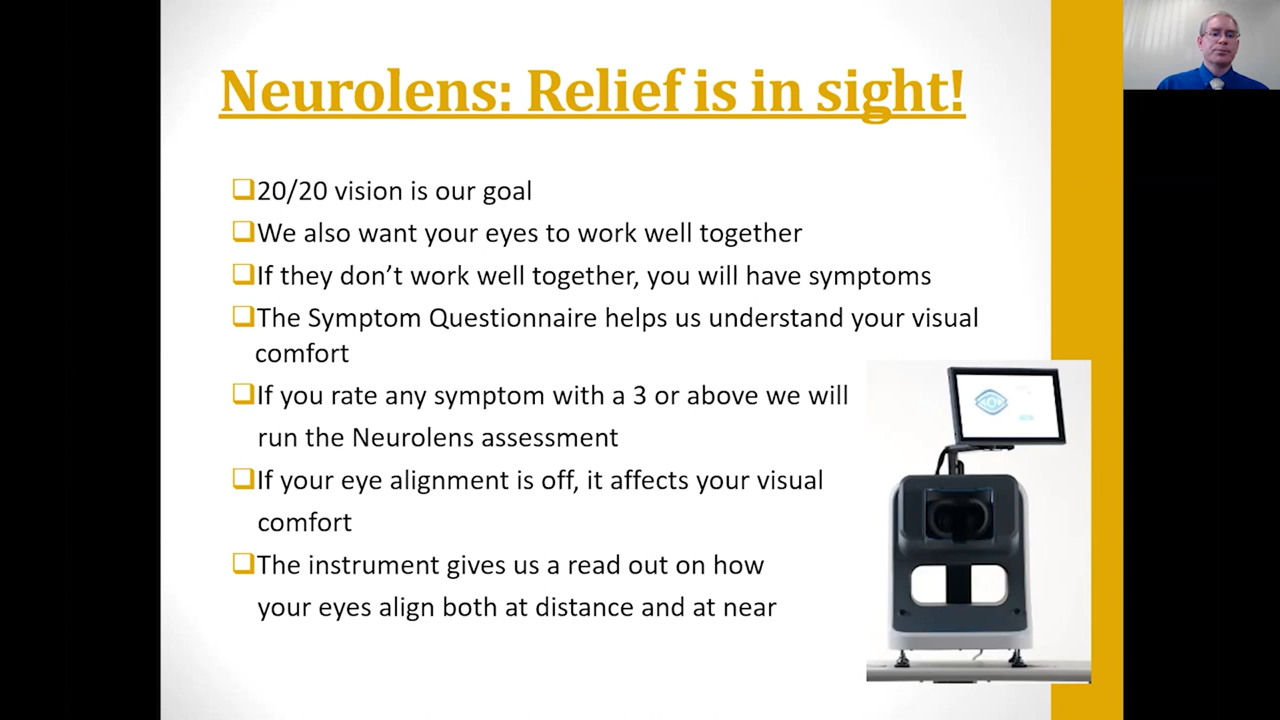 Neurolens: Relief is in sight!
❑20/20 vision is our goal
❑We also want your eyes to work well together
❑If they don’t work well together, you will have symptoms
❑The Symptom Questionnaire helps us understand your visual
comfort
❑If you rate any symptom with a 3 or above we will
run the Neurolens assessment
❑If your eye alignment is off, it affects your visual
comfort
❑The instrument gives us a read out on how
your eyes align both at distance and at near